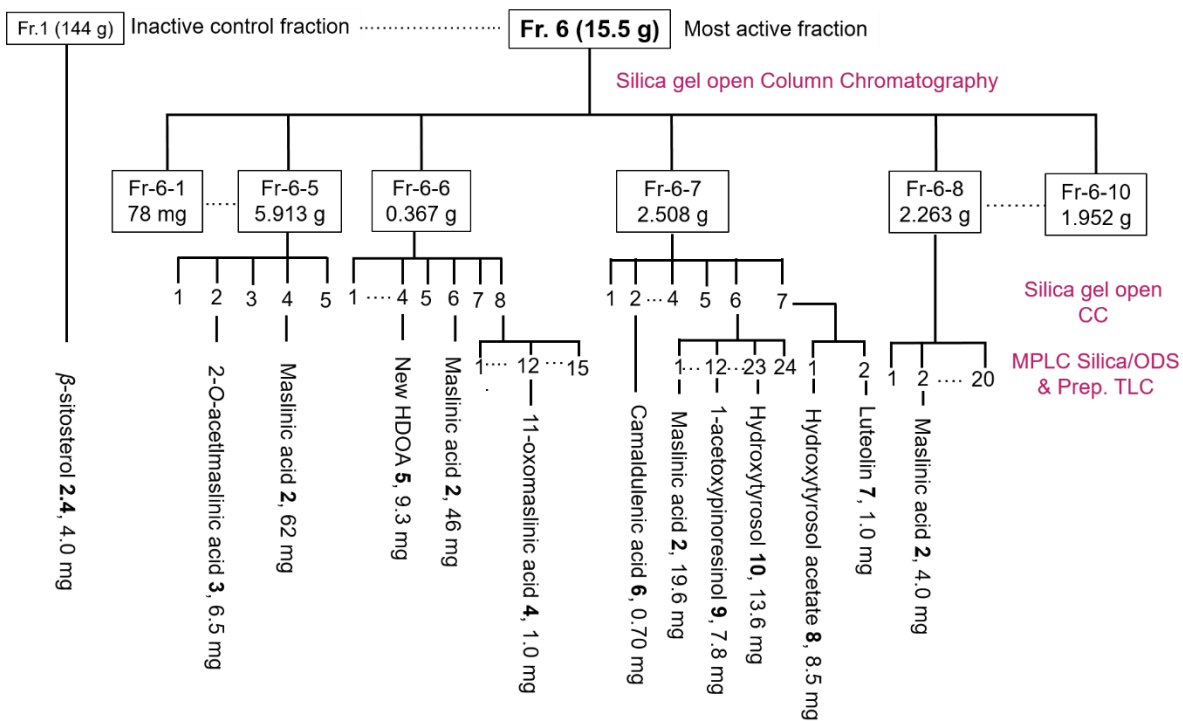 Fr.1 (144 g) Inactive control fraction ........... Fr. 6 (15.5 g) Most active fraction
Silica gel open Column Chromatography
Fr-6-1
78 mg
Fr-6-5
5.913 g
Fr-6-6
0.367 g
Fr-6-7
2.508 g
Fr-6-8
2.263 g
Fr-6-10
1.952 g
1 2 3 4 5
1 ..... 4 5 6 7 8
1 2 ... 4 5 6 7
Silica gel open
CC
1 .... 12 ... 15
1 ... 12 ... 23 24
1 2
1 2 .... 20
MPLC Silica/ODS
& Prep. TLC
β-sitosterol 2.4, 4.0 mg
2-O-acetlmaslinic acid 3, 6.5 mg
Maslinic acid 2, 62 mg
New HDOA 5, 9.3 mg
Maslinic acid 2, 46 mg
11-oxomaslinic acid 4, 1.0 mg
Camaldulenic acid 6, 0.70 mg
Maslinic acid 2, 19.6 mg
1-acetoxypinoresinol 9, 7.8 mg
Hydroxytyrosol 10, 13.6 mg
Hydroxytyrosol acetate 8, 8.5 mg
Luteolin 7, 1.0 mg
Maslinic acid 2, 4.0 mg